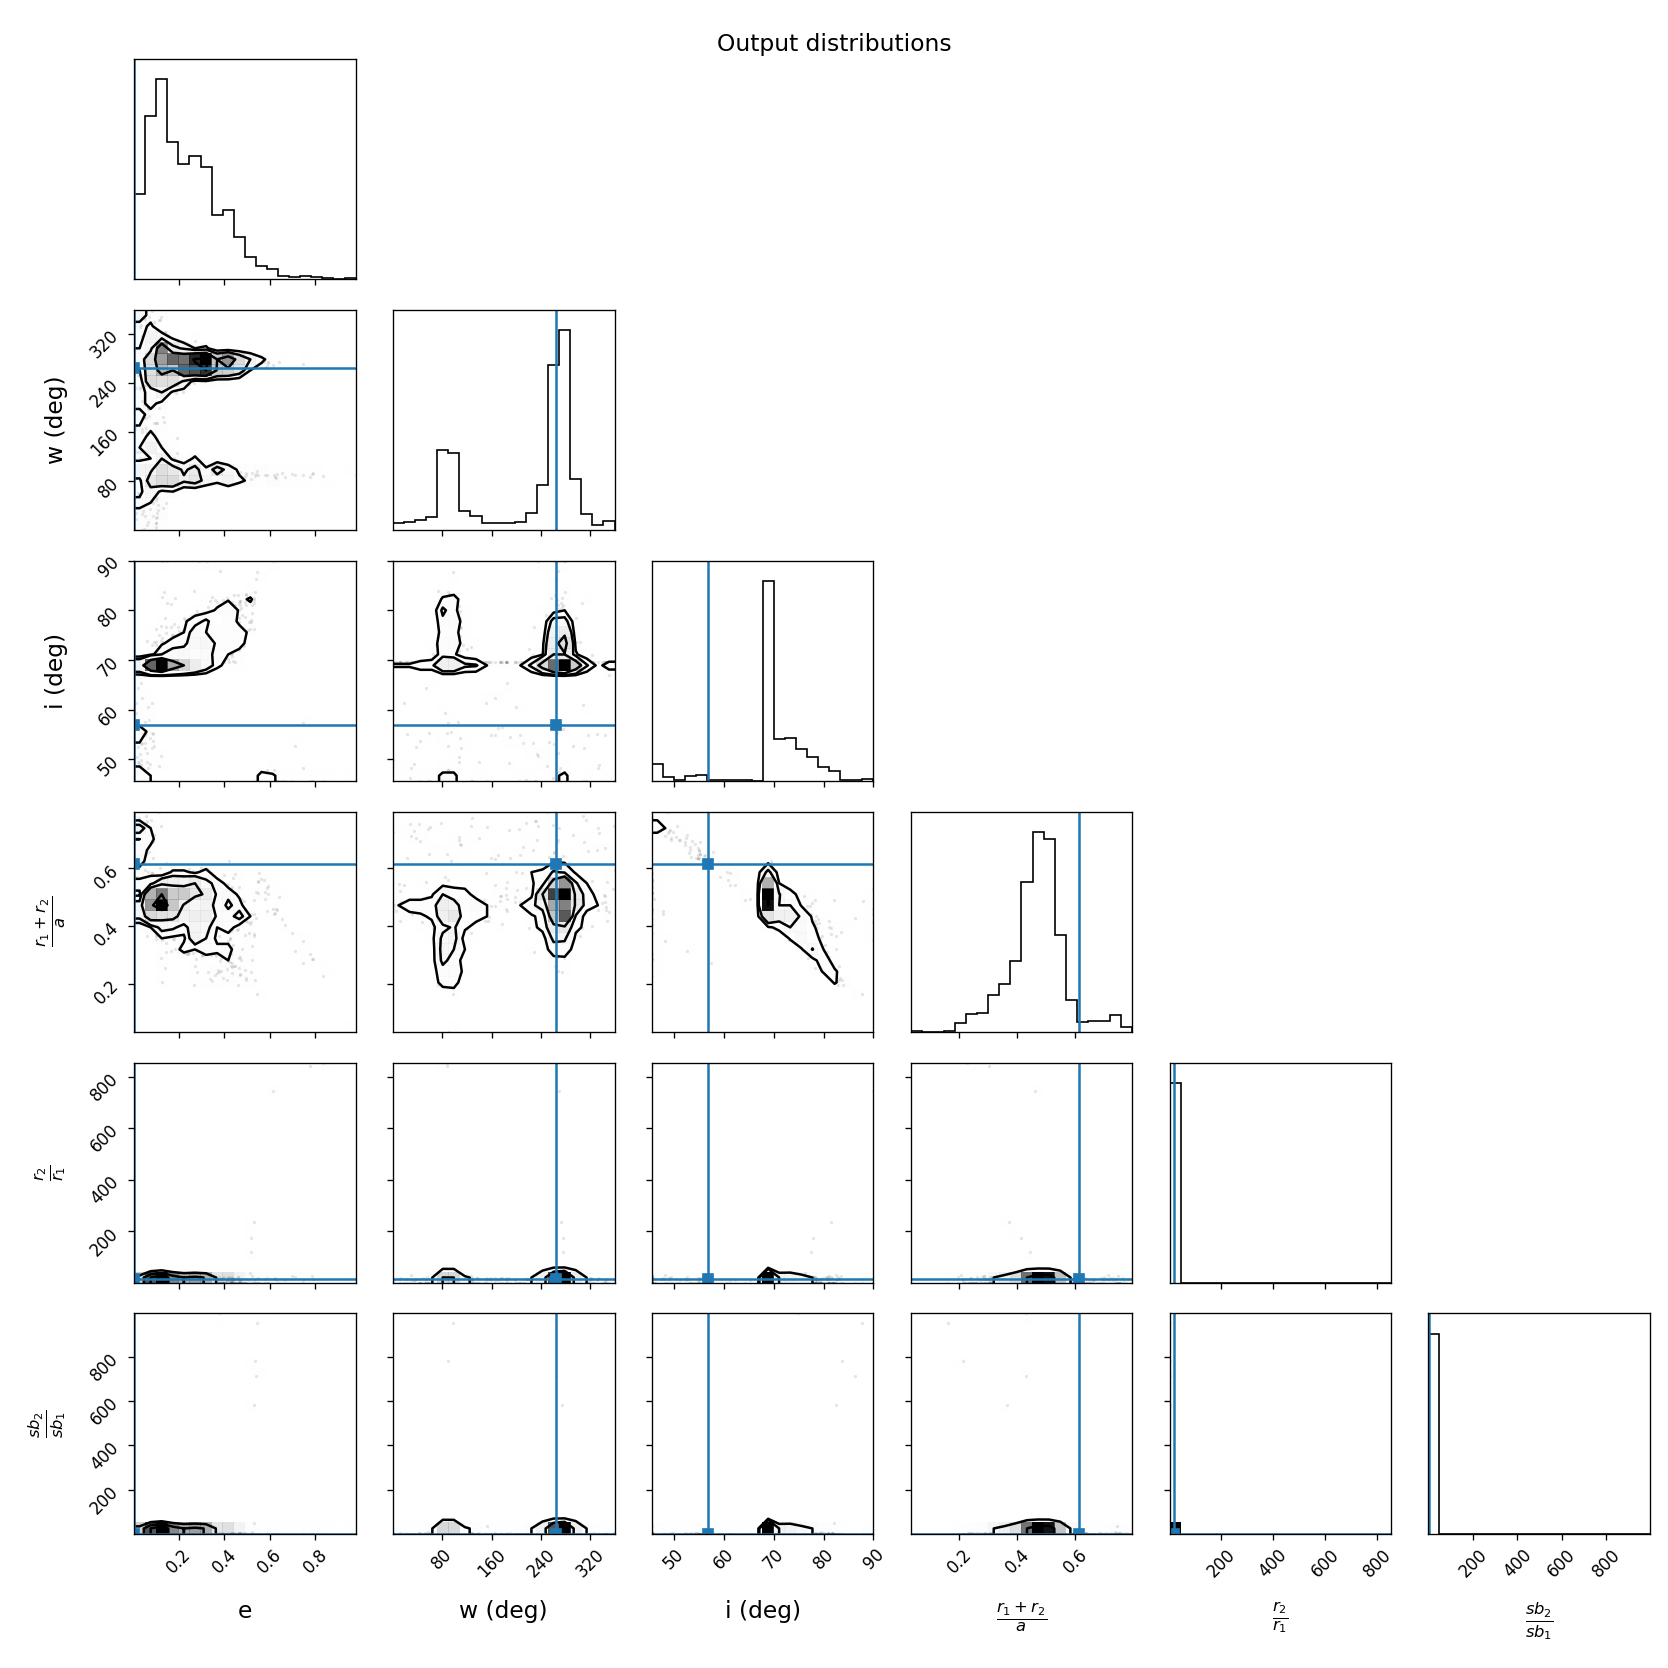 Output distributions
w (deg)
320
240
160
80
i (deg)
90
80
70
60
50
r₁ + r₂
a
0.6
0.4
0.2
r₂
r₁
800
600
400
200
sb₂
sb₁
800
600
400
200
0.2 0.4 0.6 0.8
80 160 240 320
50 60 70 80 90
0.2 0.4 0.6
200 400 600 800
200 400 600 800
e
w (deg)
i (deg)
r₁ + r₂
a
r₂
r₁
sb₂
sb₁